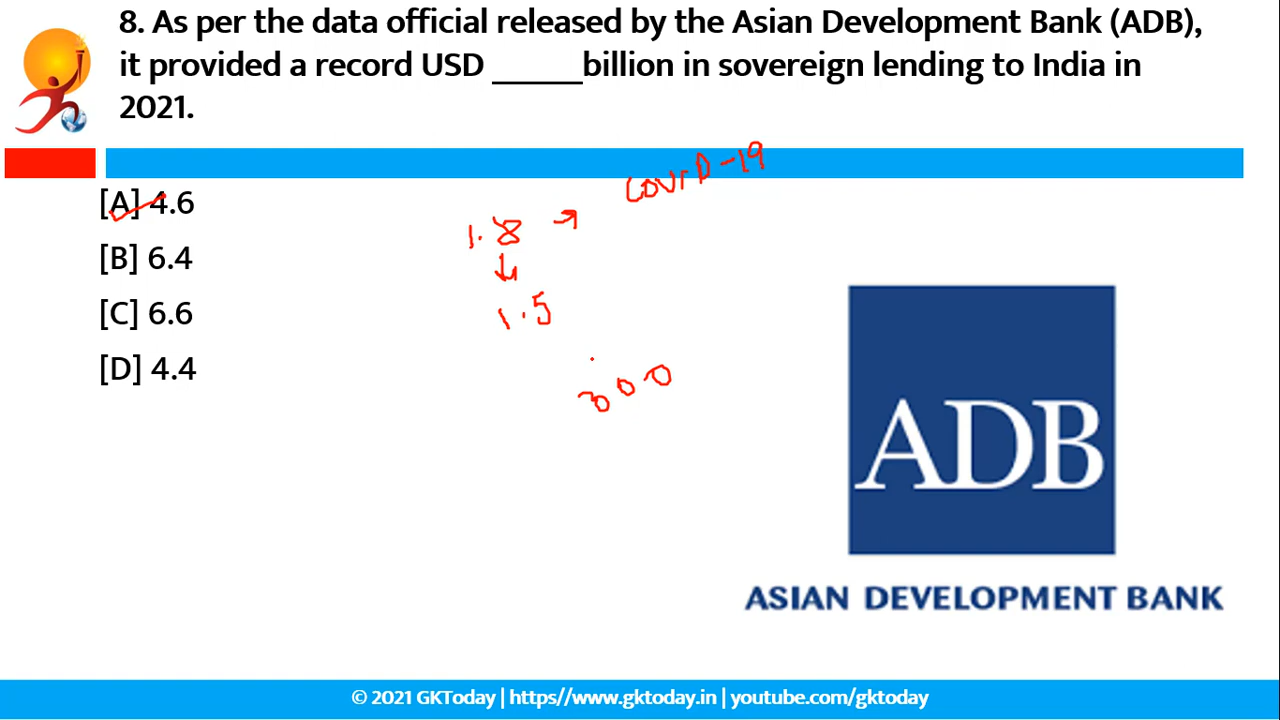 8. As per the data official released by the Asian Development Bank (ADB),
it provided a record USD _____billion in sovereign lending to India in
2021.
[A] 4.6
[B] 6.4
[C] 6.6
[D] 4.4
1.8 → COVID-19
↓
1.5
300
ADB
ASIAN DEVELOPMENT BANK
© 2021 GKToday | https//www.gktoday.in | youtube.com/gktoday